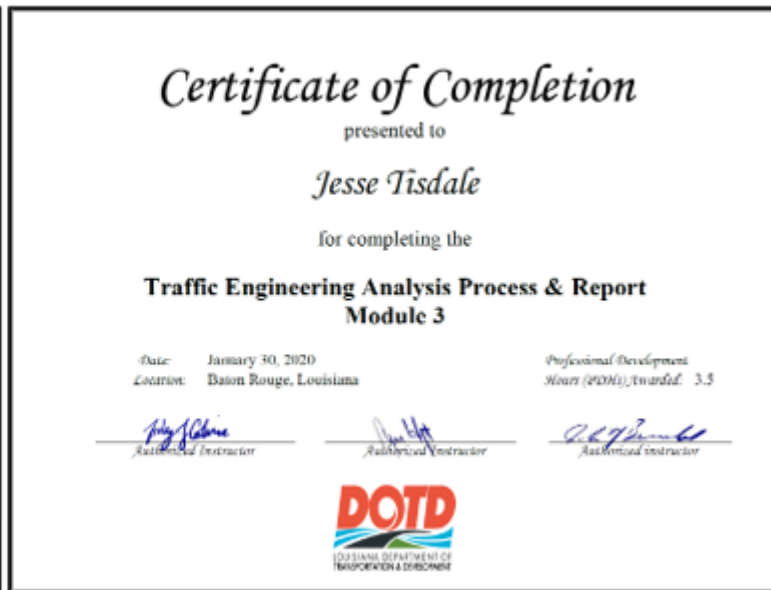 Certificate of Completion
presented to
Jesse Tisdale
for completing the
Traffic Engineering Analysis Process & Report
Module 3
Date: January 30, 2020
Location: Baton Rouge, Louisiana
Professional Development
Hours (PDHs) Awarded: 3.5
Authorized Instructor
Authorized Instructor
Authorized instructor
DOTD
LOUISIANA DEPARTMENT OF
TRANSPORTATION & DEVELOPMENT